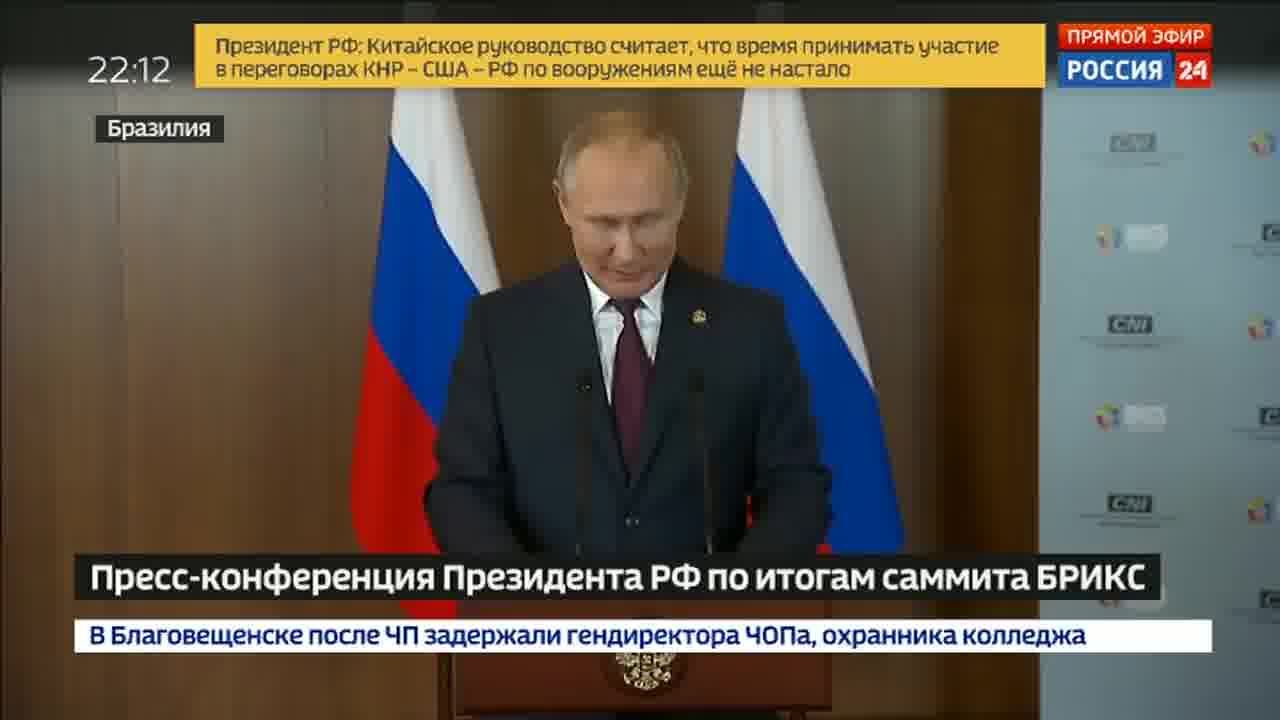 22:12
Президент РФ: Китайское руководство считает, что время принимать участие
в переговорах КНР – США – РФ по вооружениям ещё не настало
ПРЯМОЙ ЭФИР
РОССИЯ 24
Бразилия
CNI
CNI
CNI
Пресс-конференция Президента РФ по итогам саммита БРИКС
В Благовещенске после ЧП задержали гендиректора ЧОПа, охранника колледжа